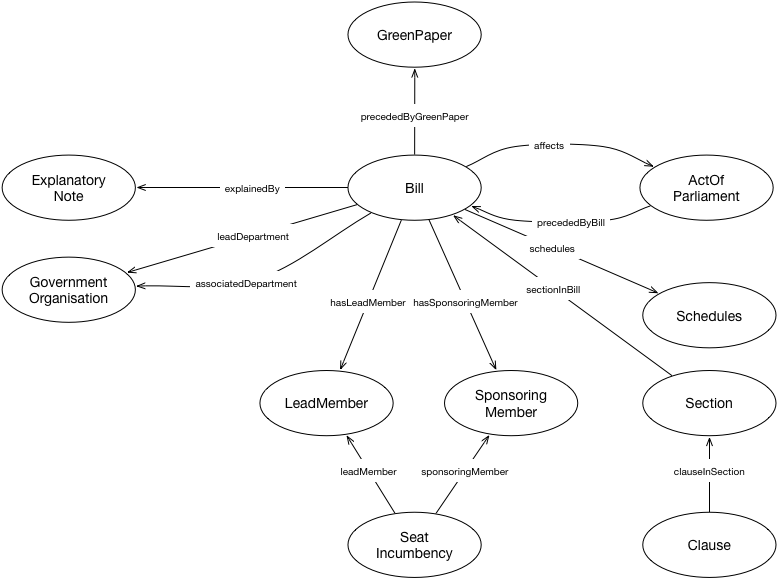 GreenPaper
precededByGreenPaper
affects
Explanatory
Note
explainedBy
Bill
ActOf
Parliament
precededByBill
leadDepartment
schedules
Government
Organisation
associatedDepartment
sectionInBill
hasLeadMember
hasSponsoringMember
Schedules
LeadMember
Sponsoring
Member
Section
leadMember
sponsoringMember
clauseInSection
Seat
Incumbency
Clause